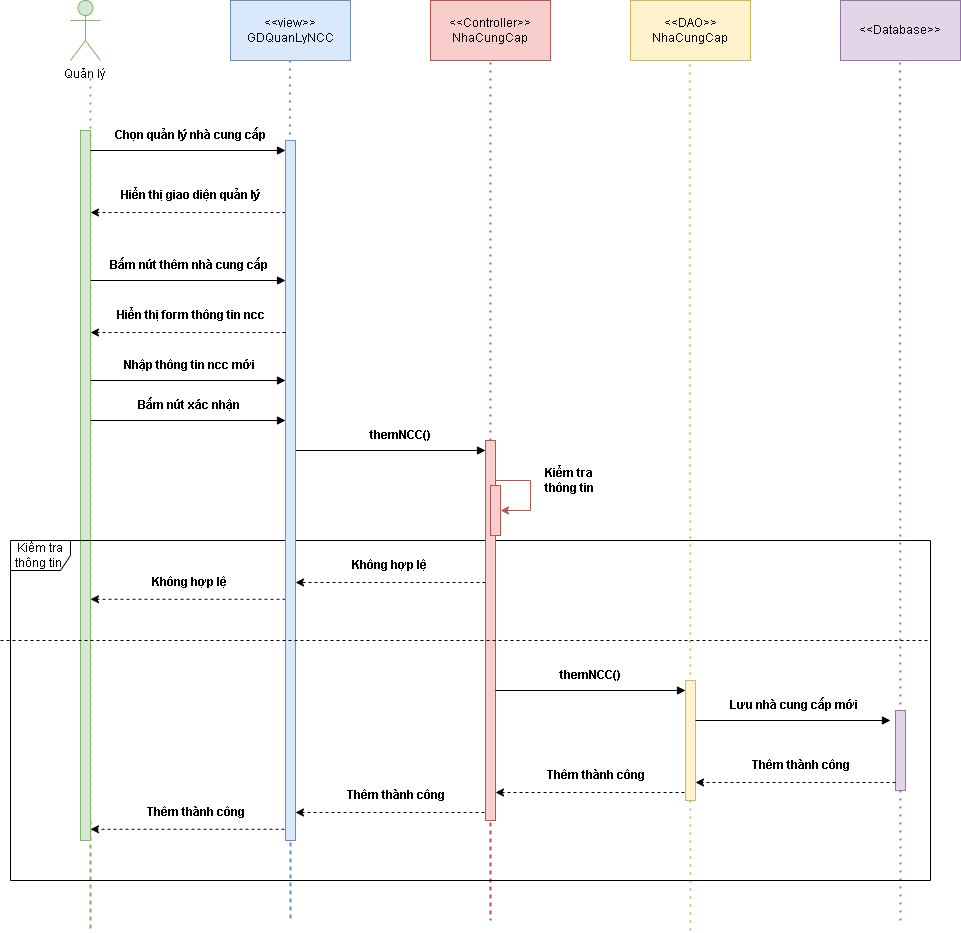 <<view>>
GDQuanLyNCC
<<Controller>>
NhaCungCap
<<DAO>>
NhaCungCap
<<Database>>
Quản lý
Chọn quản lý nhà cung cấp
Hiển thị giao diện quản lý
Bấm nút thêm nhà cung cấp
Hiển thị form thông tin ncc
Nhập thông tin ncc mới
Bấm nút xác nhận
themNCC()
Kiểm tra
thông tin
Kiểm tra
thông tin
Không hợp lệ
Không hợp lệ
themNCC()
Lưu nhà cung cấp mới
Thêm thành công
Thêm thành công
Thêm thành công
Thêm thành công